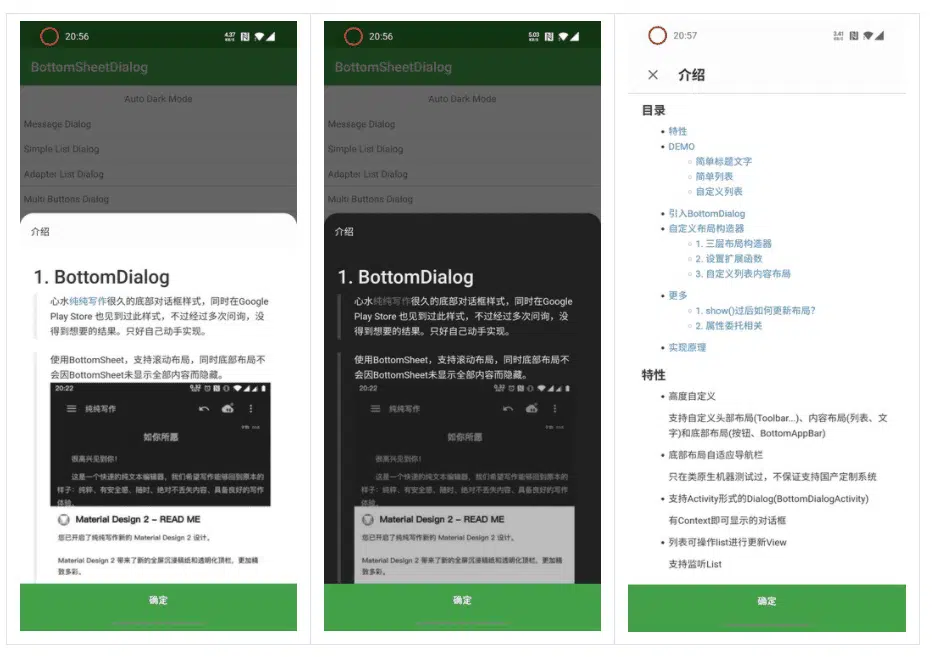 20:56
BottomSheetDialog
Auto Dark Mode
Message Dialog
Simple List Dialog
Adapter List Dialog
Multi Buttons Dialog
介绍
1. BottomDialog
心水纯纯写作很久的底部对话框样式，同时在Google
Play Store 也见到过此样式，不过经过多次问询，没
得到想要的结果。只好自己动手实现。
使用BottomSheet，支持滚动布局，同时底部布局不
会因BottomSheet未显示全部内容而隐藏。
20:22
纯纯写作
如你所愿
很高兴见到你！
这是一个快速的纯文本编辑器，我们希望写作能够回到原本的
样子：纯粹、有安全感、随时、绝对不丢失内容、具备良好的写作
体验。
Material Design 2 – READ ME
您已开启了纯纯写作新的 Material Design 2 设计。
Material Design 2 带来了新的全屏沉浸稿纸和透明化顶栏，更加精
致多彩。
确定
20:56
BottomSheetDialog
Auto Dark Mode
Message Dialog
Simple List Dialog
Adapter List Dialog
Multi Buttons Dialog
介绍
1. BottomDialog
心水纯纯写作很久的底部对话框样式，同时在Google
Play Store 也见到过此样式，不过经过多次问询，没
得到想要的结果。只好自己动手实现。
使用BottomSheet，支持滚动布局，同时底部布局不
会因BottomSheet未显示全部内容而隐藏。
20:22
纯纯写作
如你所愿
很高兴见到你！
这是一个快速的纯文本编辑器，我们希望写作能够回到原本的
样子：纯粹、有安全感、随时、绝对不丢失内容、具备良好的写作
体验。
Material Design 2 – READ ME
您已开启了纯纯写作新的 Material Design 2 设计。
Material Design 2 带来了新的全屏沉浸稿纸和透明化顶栏，更加精
致多彩。
确定
20:57
介绍
目录
特性
DEMO
简单标题文字
简单列表
自定义列表
引入BottomDialog
自定义布局构造器
1. 三层布局构造器
2. 设置扩展函数
3. 自定义列表内容布局
更多
1. show()过后如何更新布局?
2. 属性委托相关
实现原理
特性
高度自定义
支持自定义头部布局(Toolbar...)、内容布局(列表、文
字)和底部布局(按钮、BottomAppBar)
底部布局自适应导航栏
只在类原生机器测试过，不保证支持国产定制系统
支持Activity形式的Dialog(BottomDialogActivity)
有Context即可显示的对话框
列表可操作list进行更新View
支持监听List
确定